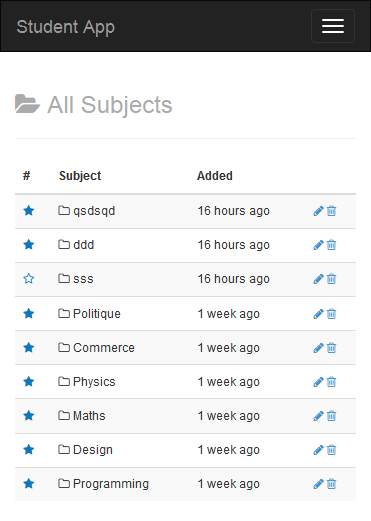 Student App
All Subjects
# Subject Added
qsdsqd 16 hours ago
ddd 16 hours ago
sss 16 hours ago
Politique 1 week ago
Commerce 1 week ago
Physics 1 week ago
Maths 1 week ago
Design 1 week ago
Programming 1 week ago